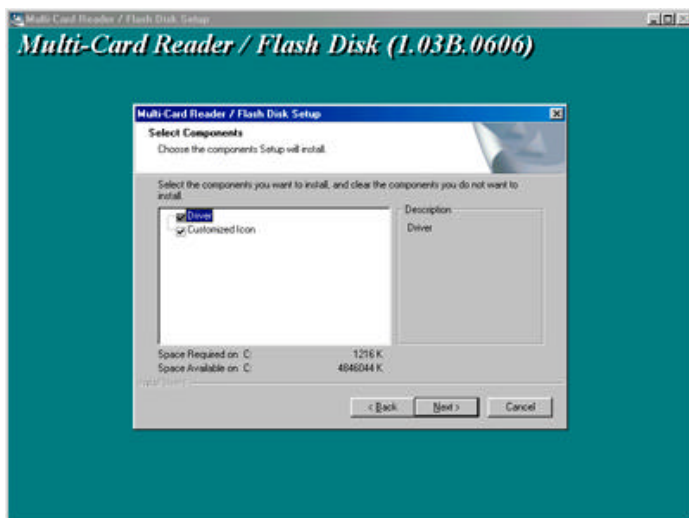 Multi-Card Reader / Flash Disk Setup
Multi-Card Reader / Flash Disk (1.03B.0606)
Multi-Card Reader / Flash Disk Setup
Select Components
Choose the components Setup will install.
Select the components you want to install, and clear the components you do not want to
install.
Driver
Customized Icon
Description
Driver
Space Required on C: 1216 K
Space Available on C: 4846044 K
InstallShield
< Back
Next >
Cancel